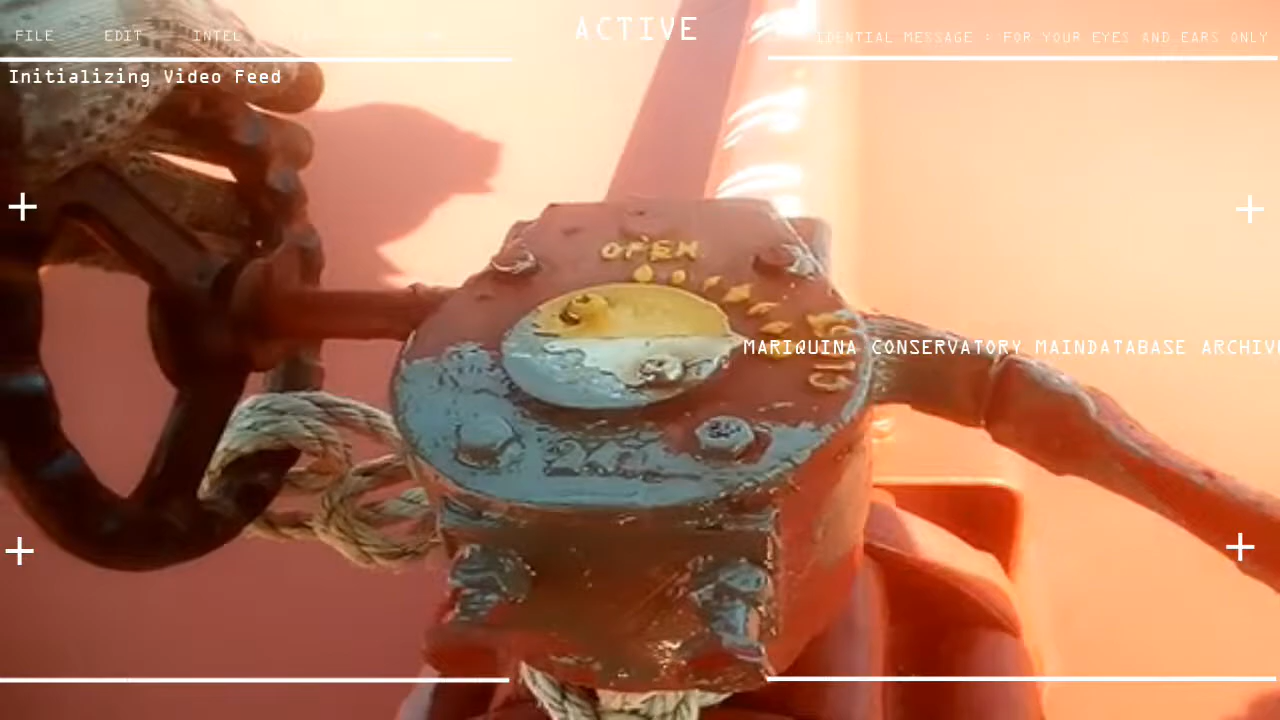 ACTIVE
FILE EDIT INTEL
IDENTIAL MESSAGE : FOR YOUR EYES AND EARS ONLY
Initializing Video Feed
OPEN
MARIQUINA CONSERVATORY MAINDATABASE ARCHIV